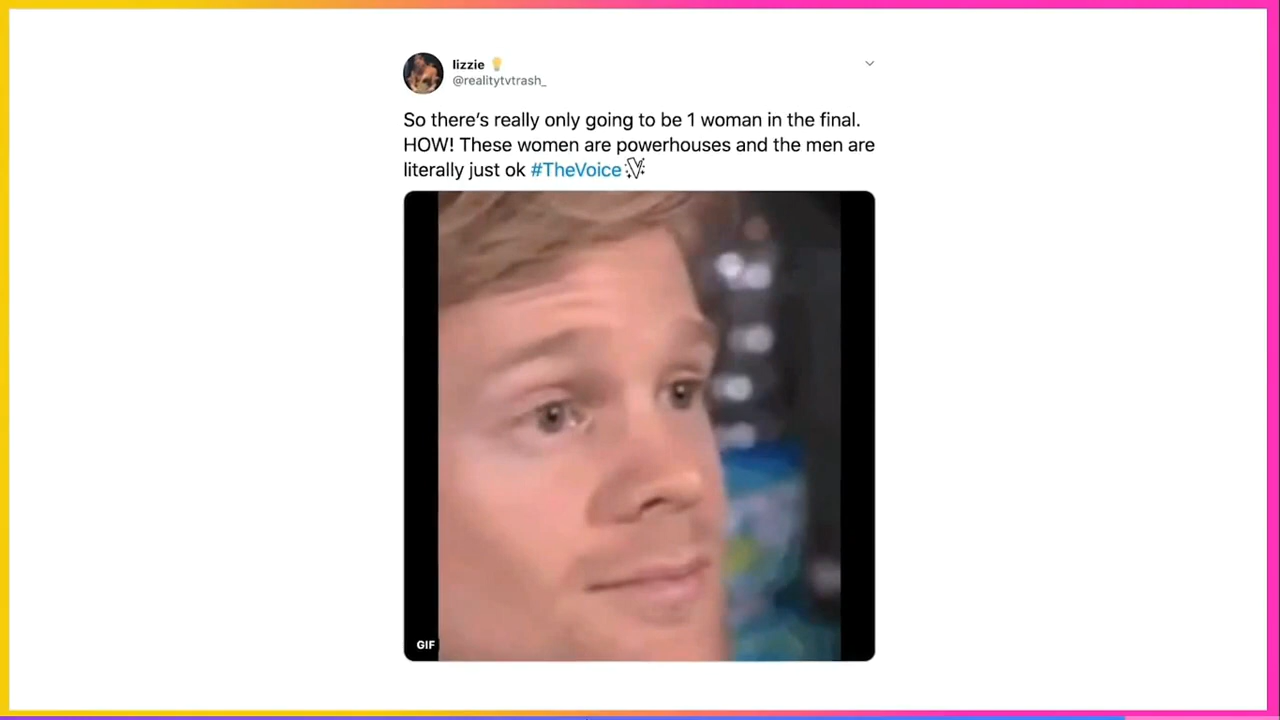 lizzie 💡
@realitytvtrash_
So there’s really only going to be 1 woman in the final.
HOW! These women are powerhouses and the men are
literally just ok #TheVoice
GIF